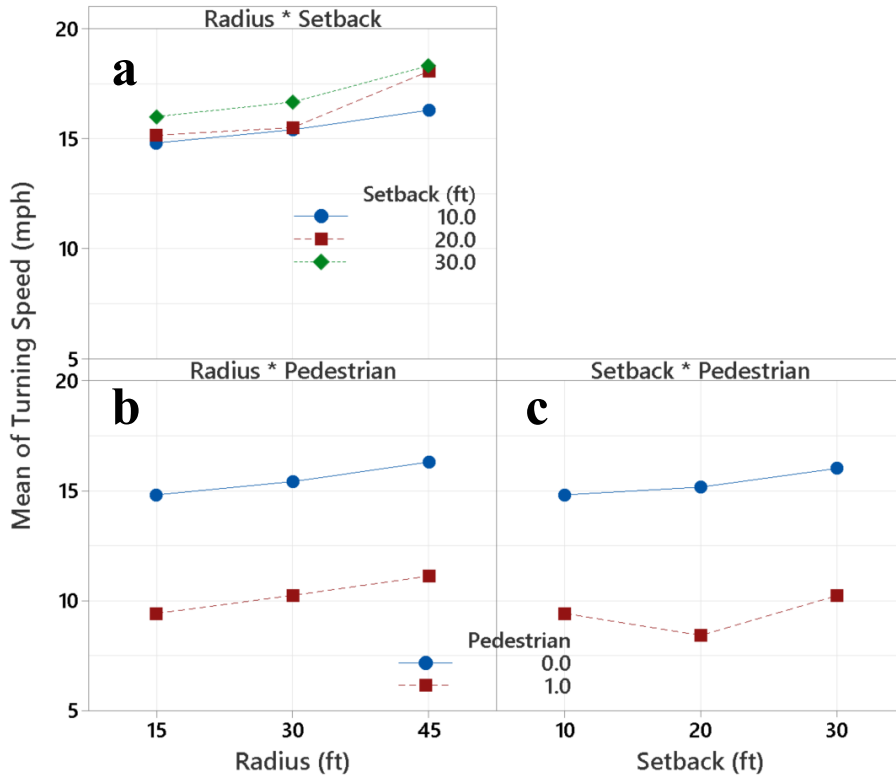 Radius * Setback
20
a
15
Setback (ft)
10.0
20.0
30.0
10
5
Mean of Turning Speed (mph)
Radius * Pedestrian
Setback * Pedestrian
20
b
c
15
10
Pedestrian
0.0
1.0
5
15 30 45
10 20 30
Radius (ft)
Setback (ft)